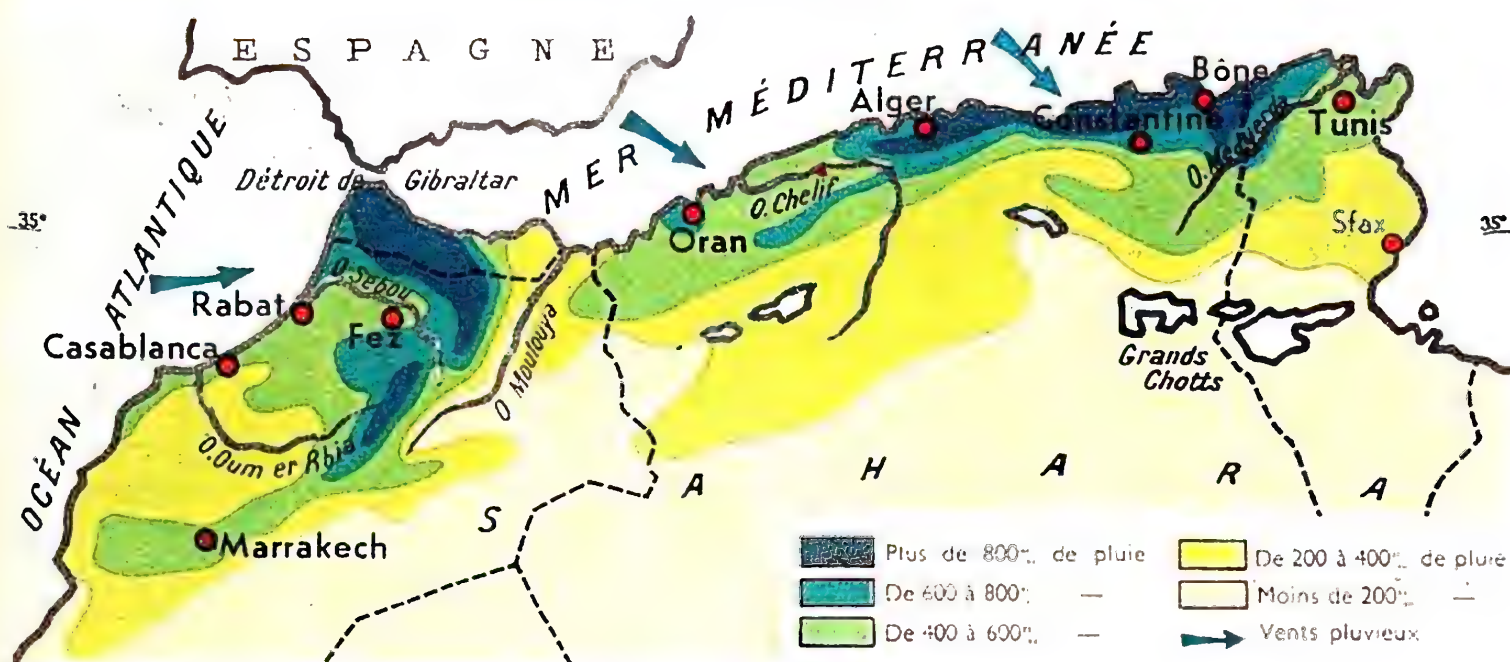 ESPAGNE
MER MÉDITERRANÉE
OCÉAN ATLANTIQUE
Détroit de Gibraltar
35°
35°
Bône
Alger
Constantine
Tunis
O. Medjerda
O. Chelif
Oran
Sfax
O. Sebou
Rabat
Fez
Casablanca
O Moulouya
Grands
Chotts
O. Oum er Rbia
SAHARA
Marrakech
Plus de 800 m/m de pluie
De 600 à 800 m/m —
De 400 à 600 m/m —
De 200 à 400 m/m de pluie
Moins de 200 m/m —
Vents pluvieux